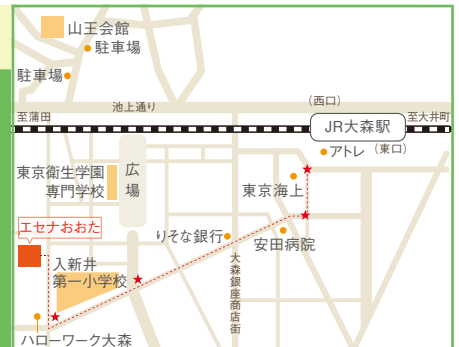 山王会館
駐車場
駐車場
池上通り
(西口)
至蒲田
JR大森駅
至大井町
アトレ
(東口)
東京衛生学園
専門学校
広場
東京海上
エセナおおた
りそな銀行
安田病院
入新井
第一小学校
大森銀座商店街
ハローワーク大森